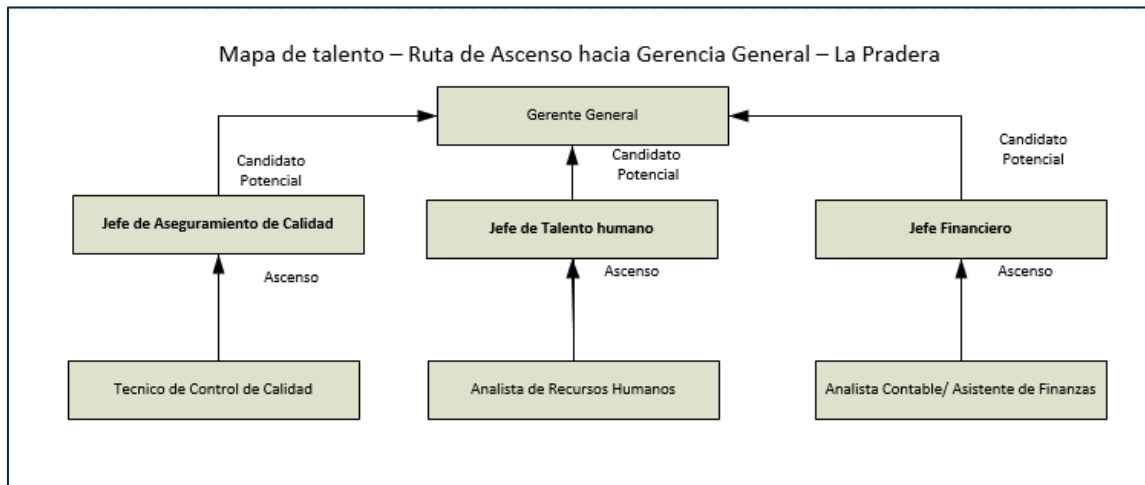 Mapa de talento – Ruta de Ascenso hacia Gerencia General – La Pradera
Gerente General
Candidato
Potencial
Candidato
Potencial
Candidato
Potencial
Jefe de Aseguramiento de Calidad
Jefe de Talento humano
Jefe Financiero
Ascenso
Ascenso
Ascenso
Tecnico de Control de Calidad
Analista de Recursos Humanos
Analista Contable/ Asistente de Finanzas